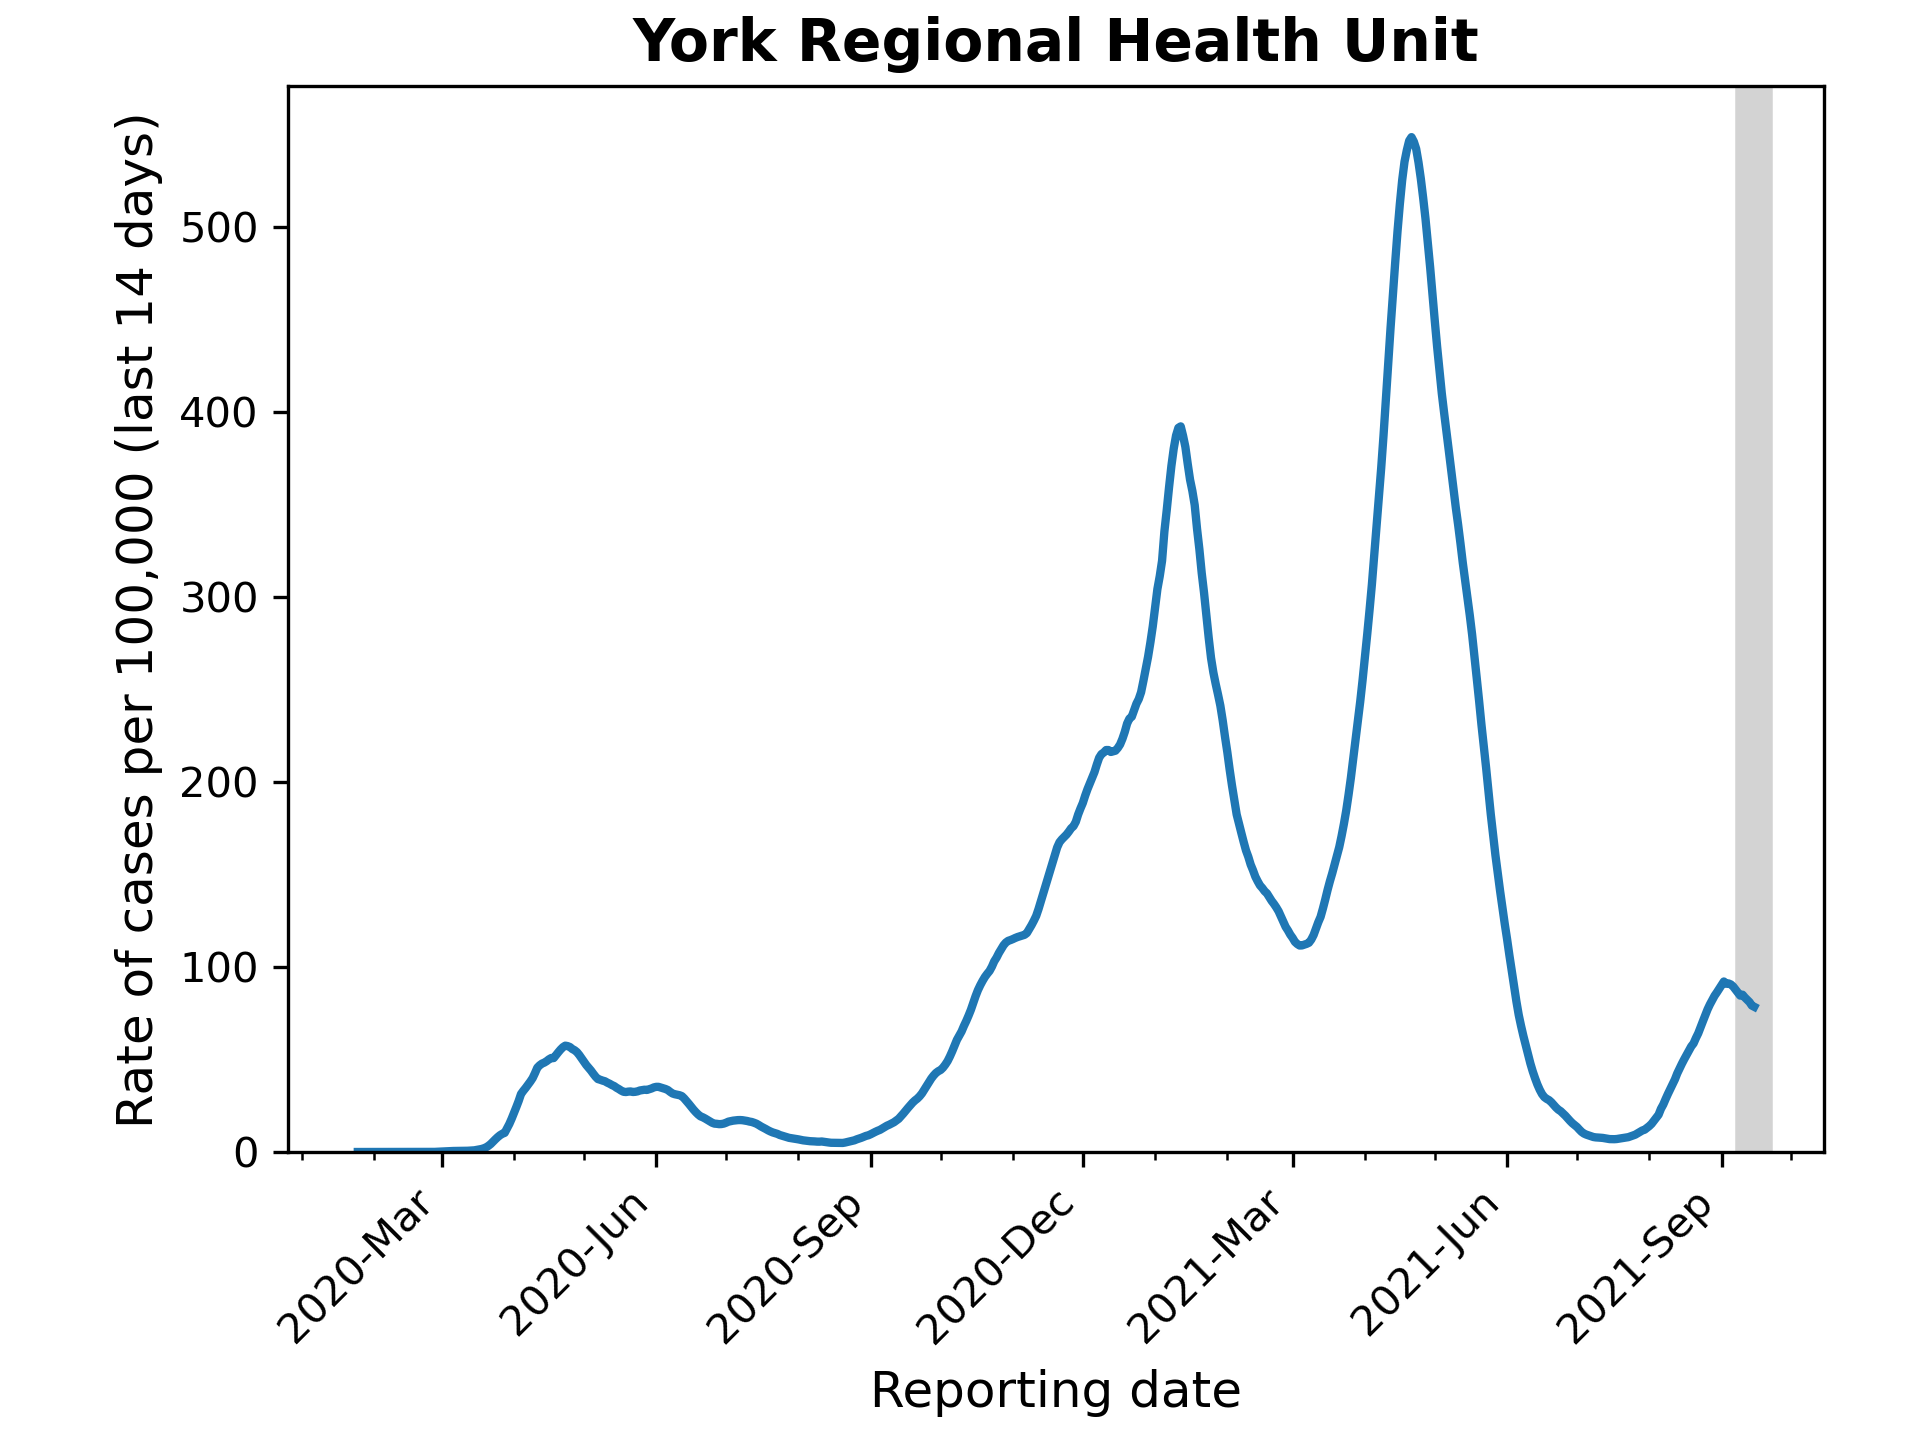 York Regional Health Unit
Rate of cases per 100,000 (last 14 days)
500
400
300
200
100
0
2020-Mar
2020-Jun
2020-Sep
2020-Dec
2021-Mar
2021-Jun
2021-Sep
Reporting date